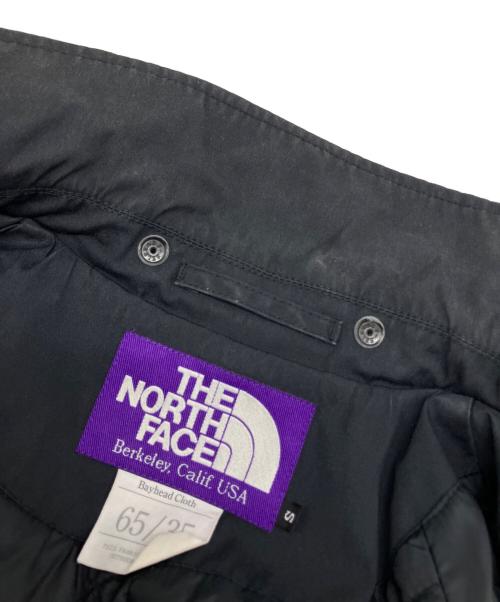 THE
NORTH
FACE
Berkeley, Calif. USA
S
Bayhead Cloth
65/35